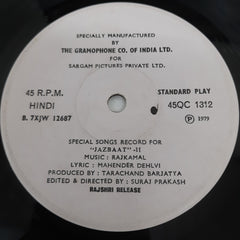 SPECIALLY MANUFACTURED
BY
THE GRAMOPHONE CO. OF INDIA LTD.
FOR
SARGAM PICTURES PRIVATE LTD.
45 R.P.M. STANDARD PLAY
HINDI 45QC 1312
B. 7XJW 12687 Ⓟ 1979
SPECIAL SONGS RECORD FOR
"JAZBAAT"-II
MUSIC : RAJKAMAL
LYRIC : MAHENDER DEHLVI
PRODUCED BY : TARACHAND BARJATYA
EDITED & DIRECTED BY : SURAJ PRAKASH
RAJSHRI RELEASE